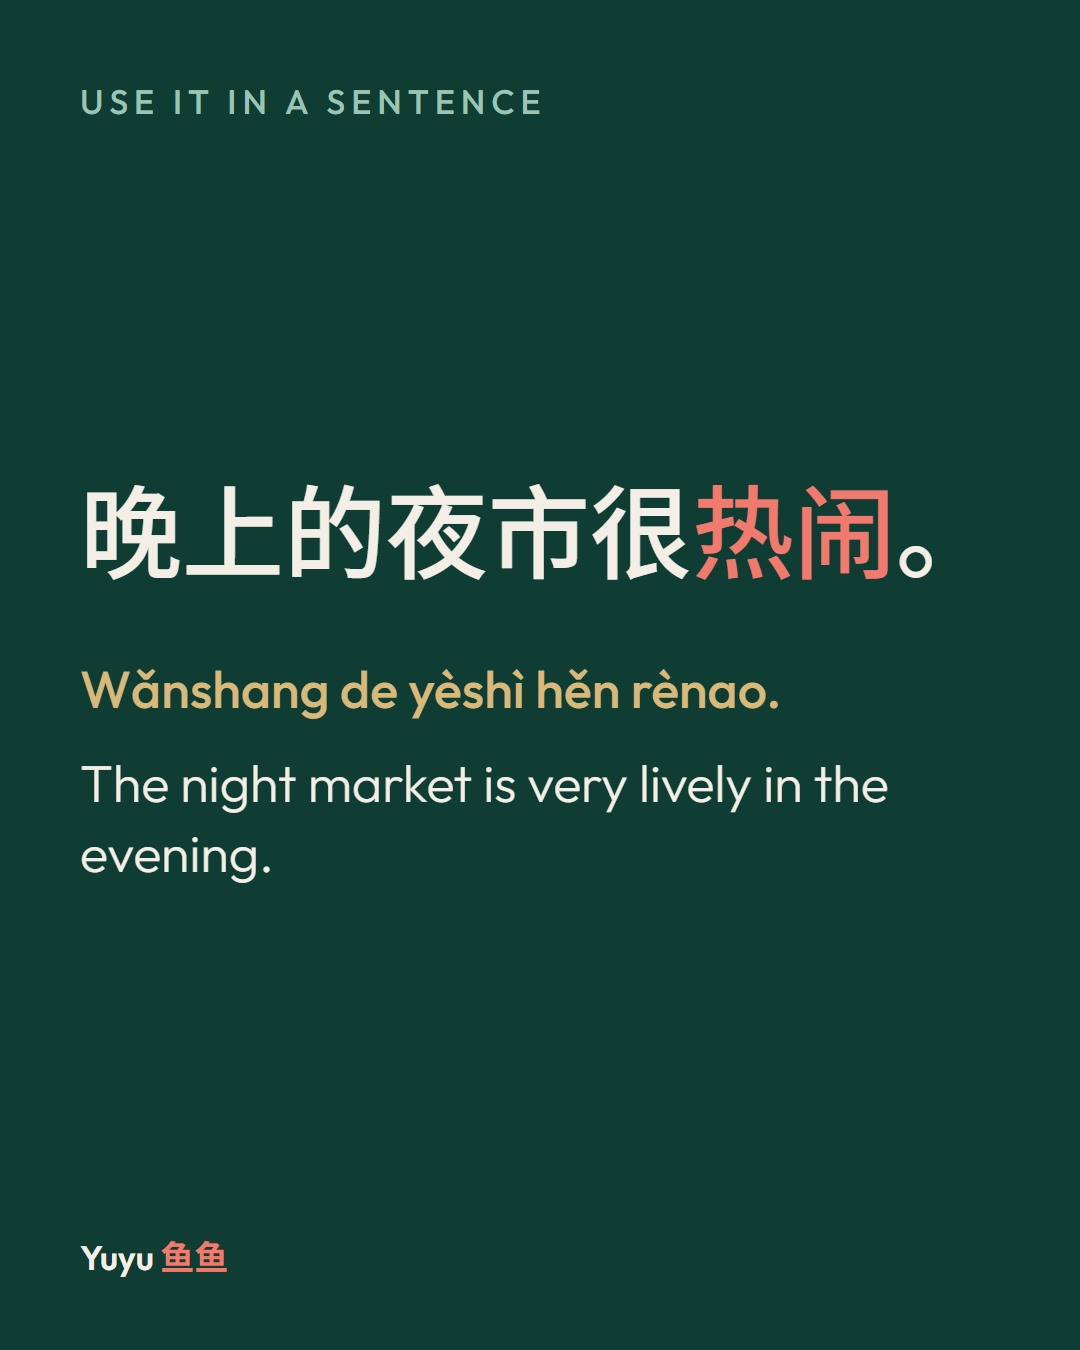 USE IT IN A SENTENCE
晚上的夜市很热闹。
Wǎnshang de yèshì hěn rènao.
The night market is very lively in the
evening.
Yuyu 鱼鱼